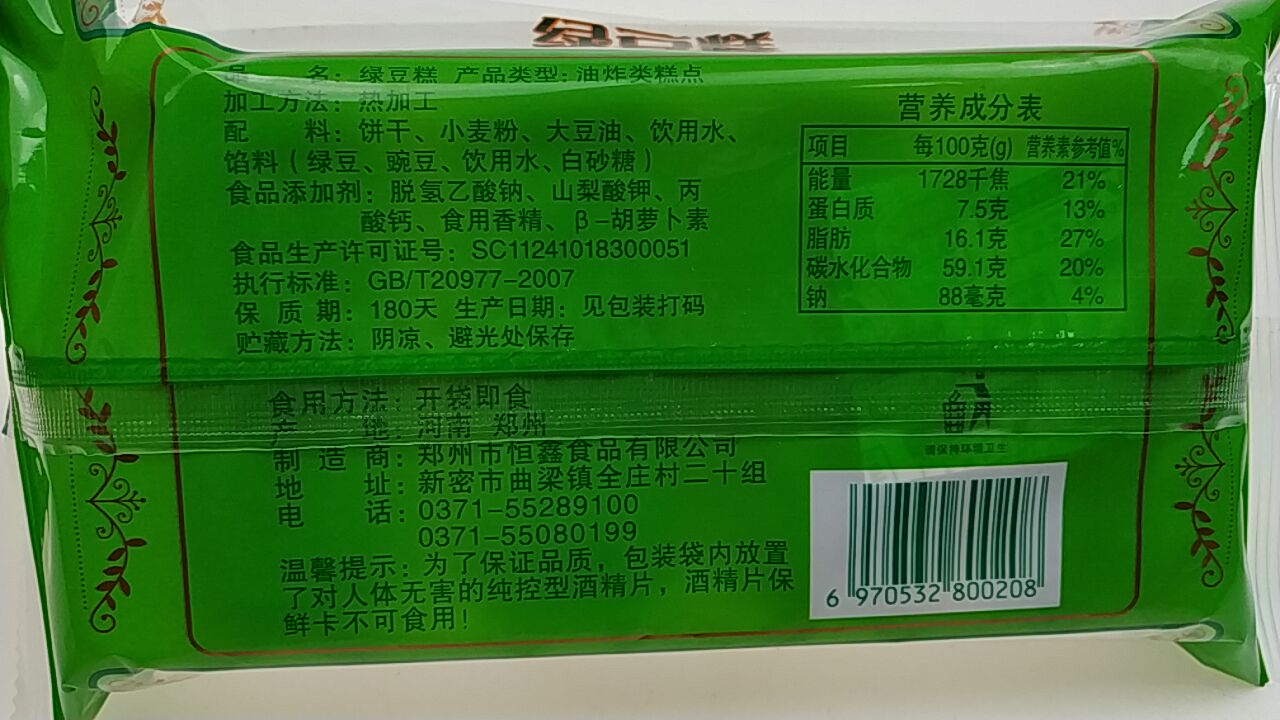 绿豆糕
品 名：绿豆糕 产品类型：油炸类糕点
加工方法：热加工
配 料：饼干、小麦粉、大豆油、饮用水、
馅料（绿豆、豌豆、饮用水、白砂糖）
食品添加剂：脱氢乙酸钠、山梨酸钾、丙
酸钙、食用香精、β-胡萝卜素
食品生产许可证号：SC11241018300051
执行标准：GB/T20977-2007
保 质 期：180天 生产日期：见包装打码
贮藏方法：阴凉、避光处保存
食用方法：开袋即食
产 地：河南 郑州
制 造 商：郑州市恒鑫食品有限公司
地 址：新密市曲梁镇全庄村二十组
电 话：0371-55289100
0371-55080199
温馨提示：为了保证品质，包装袋内放置
了对人体无害的纯控型酒精片，酒精片保
鲜卡不可食用！
营养成分表
项目 每100克(g) 营养素参考值%
能量 1728千焦 21%
蛋白质 7.5克 13%
脂肪 16.1克 27%
碳水化合物 59.1克 20%
钠 88毫克 4%
请保持环境卫生
6 970532 800208